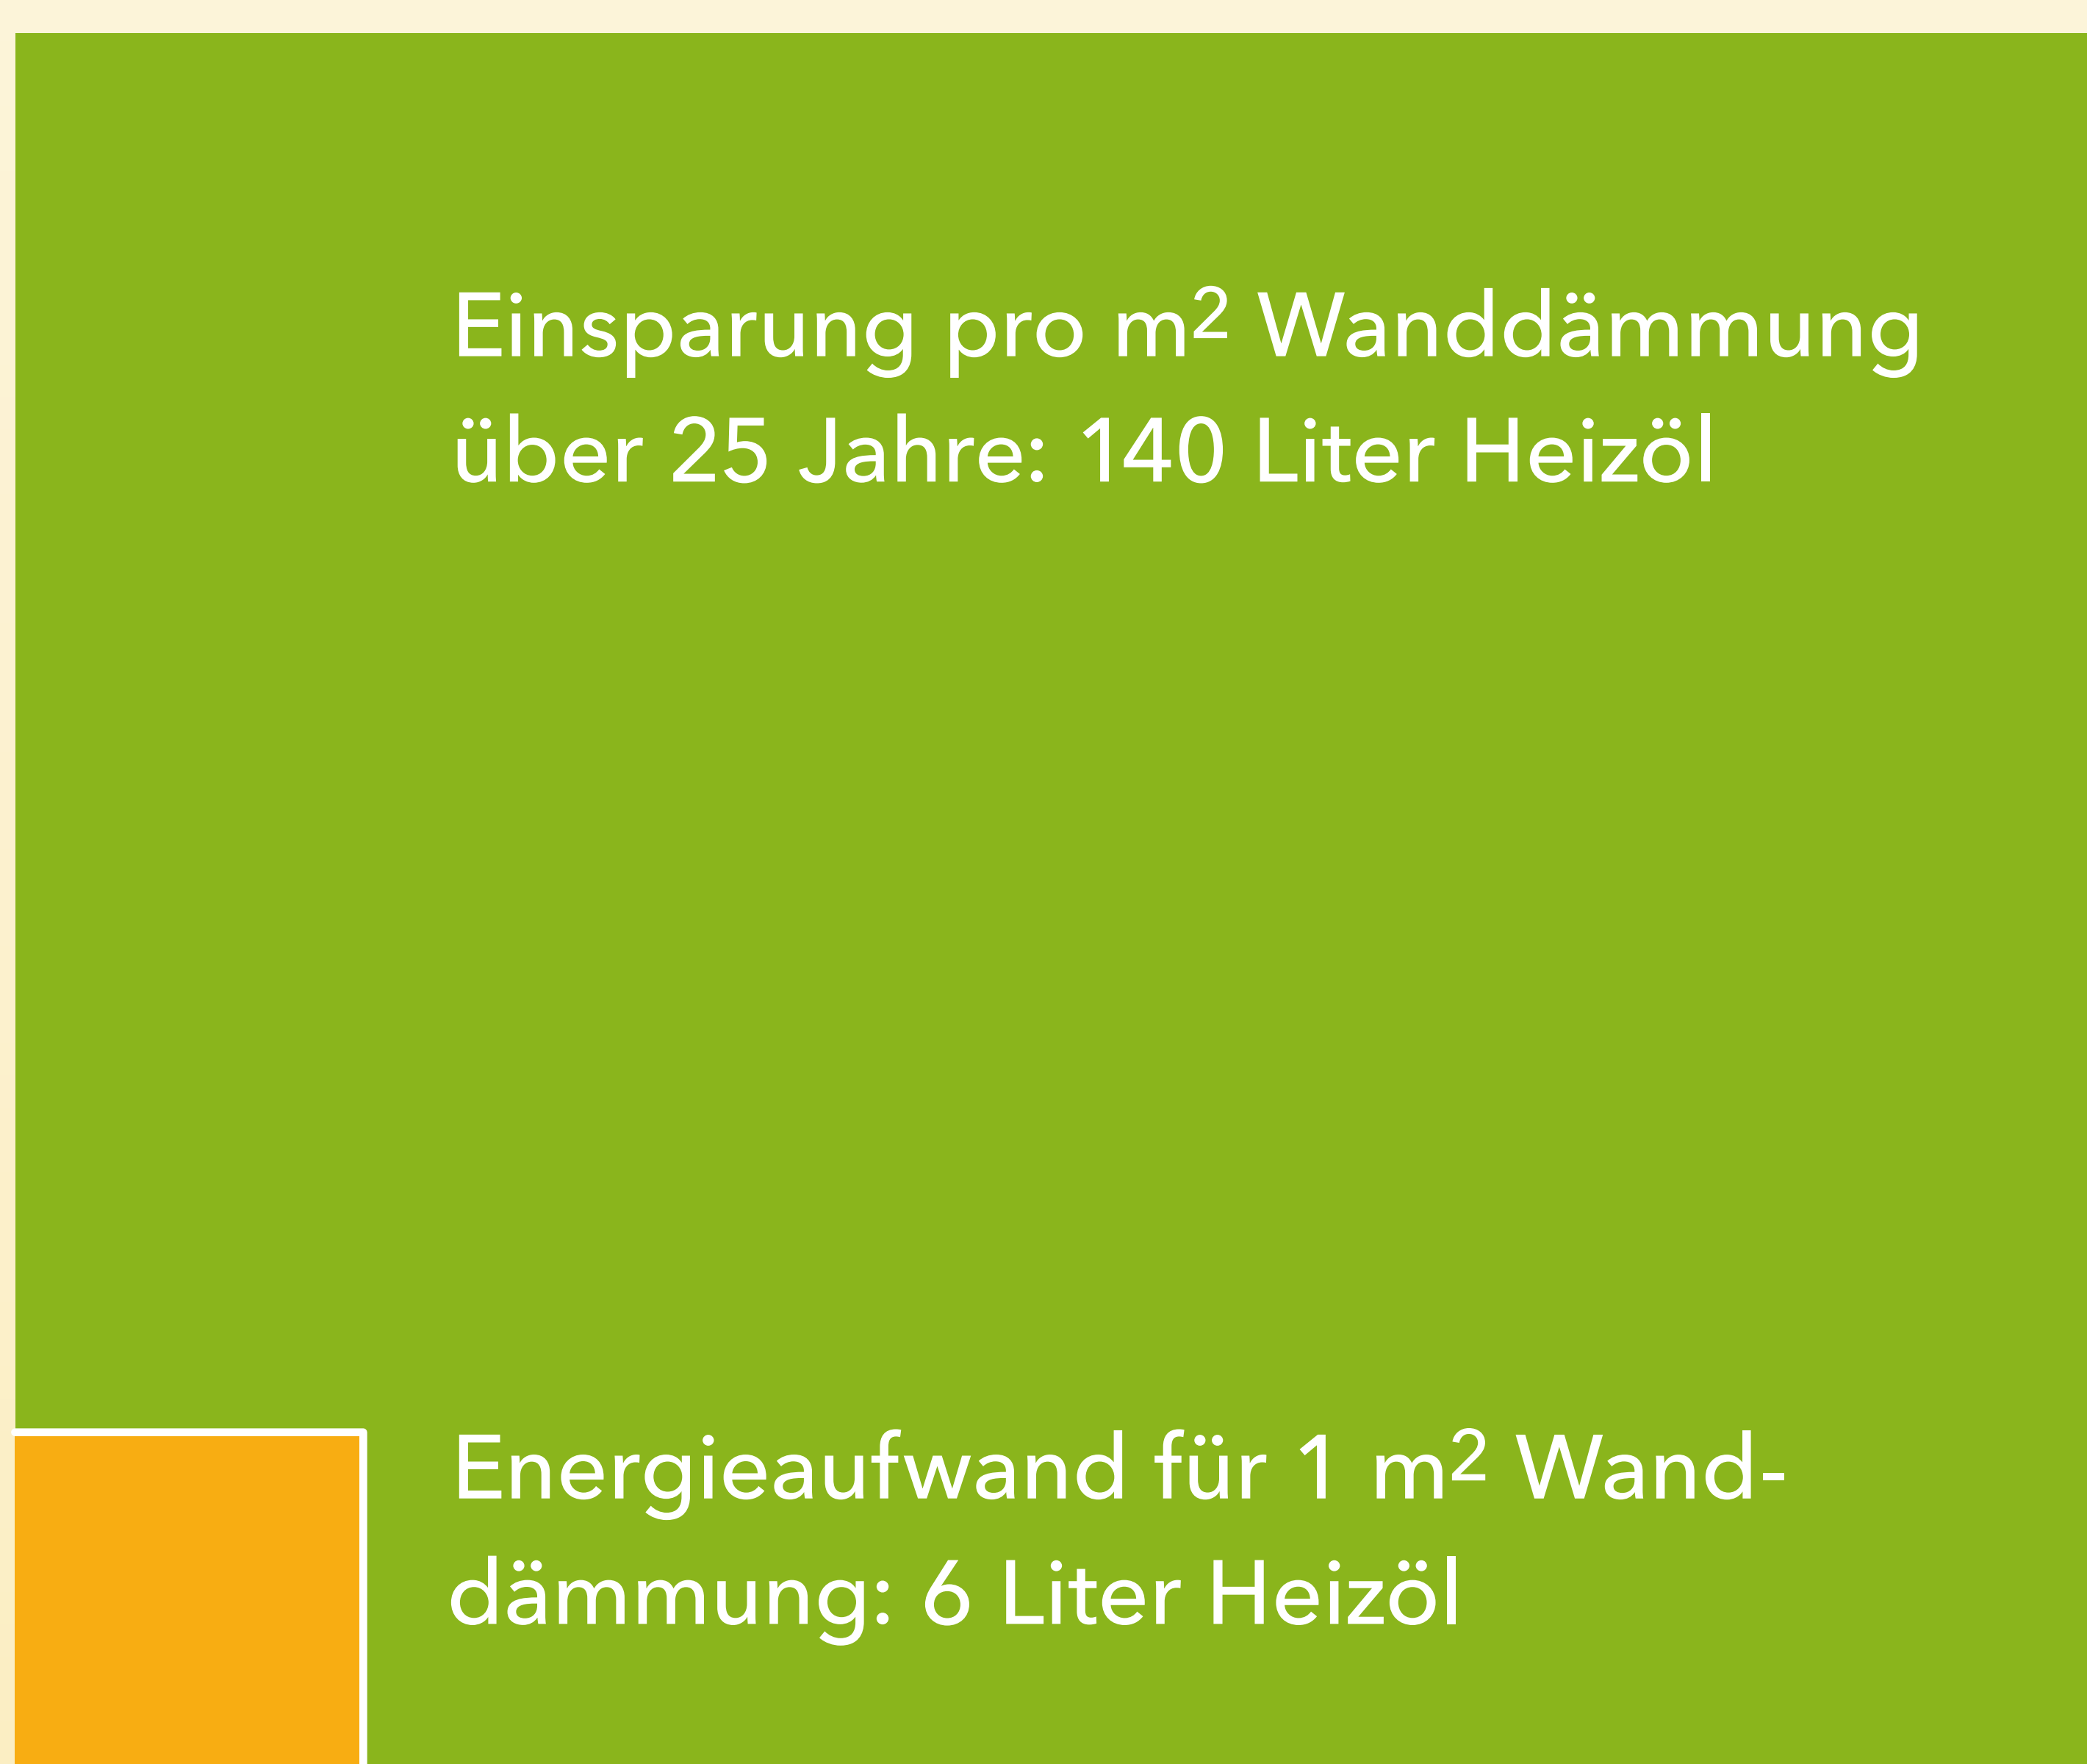 Einsparung pro m² Wanddämmung
über 25 Jahre: 140 Liter Heizöl
Energieaufwand für 1 m² Wand-
dämmung: 6 Liter Heizöl